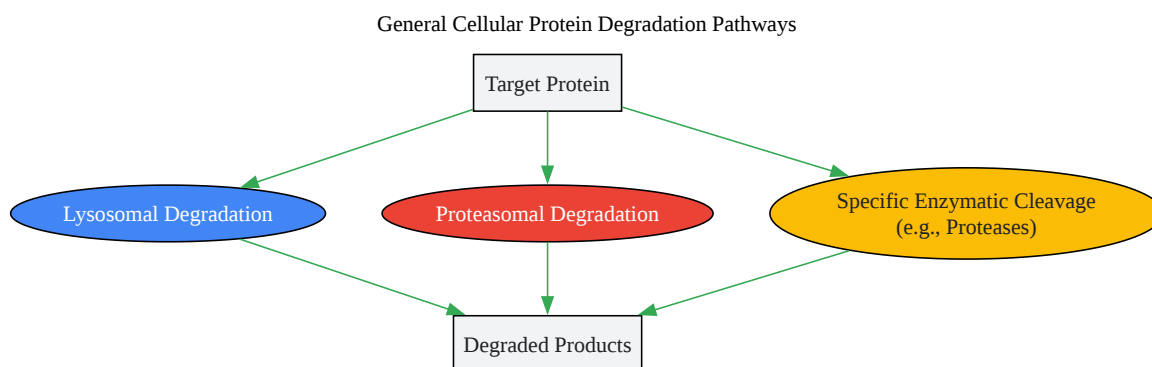 General Cellular Protein Degradation Pathways
Target Protein
Lysosomal Degradation
Proteasomal Degradation
Specific Enzymatic Cleavage
(e.g., Proteases)
Degraded Products